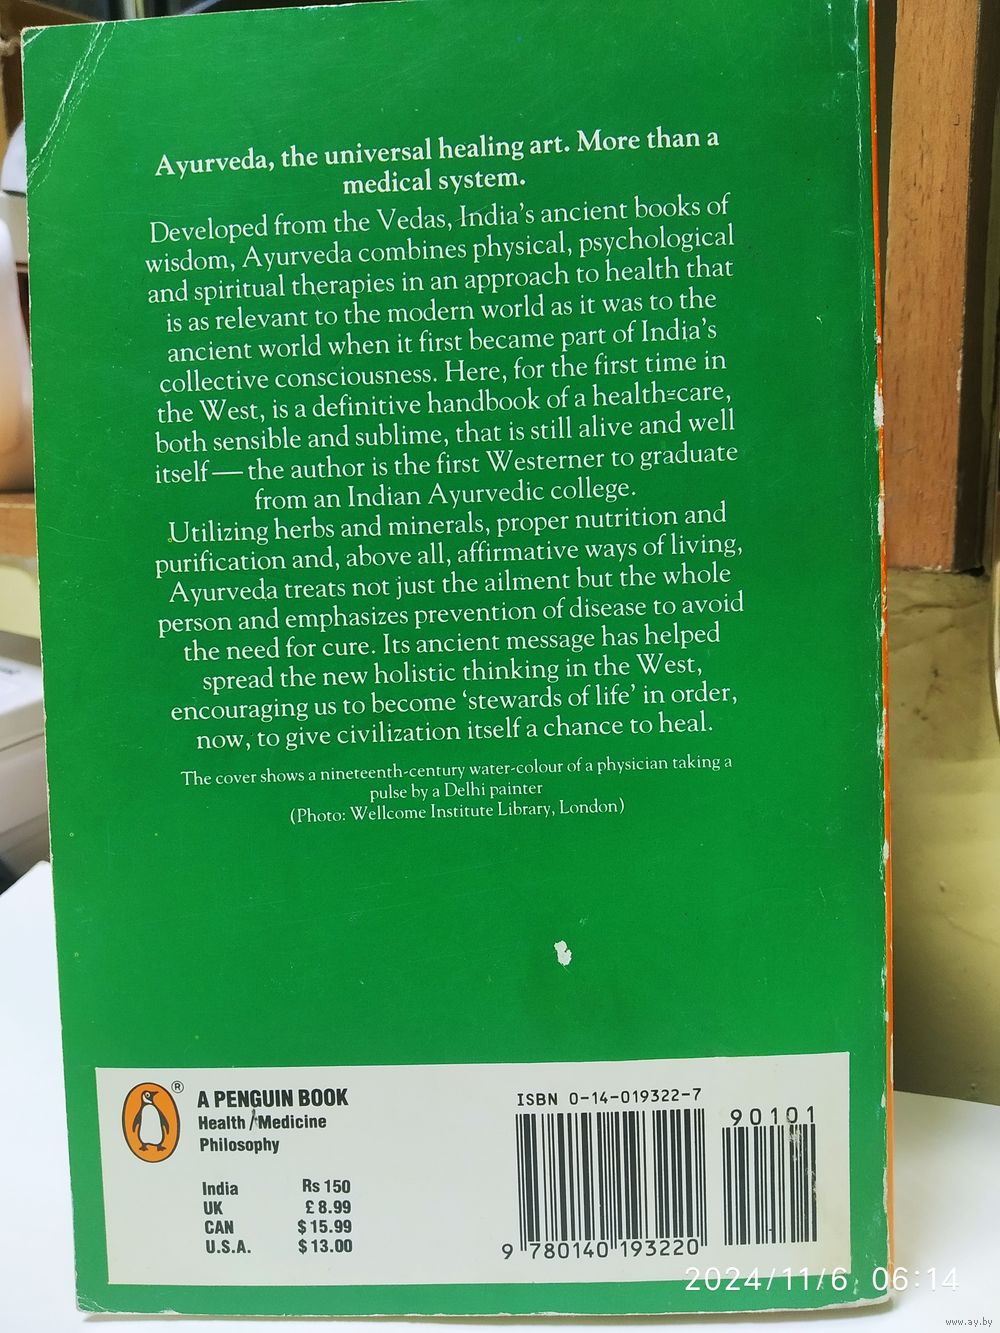 Ayurveda, the universal healing art. More than a
medical system.
Developed from the Vedas, India's ancient books of
wisdom, Ayurveda combines physical, psychological
and spiritual therapies in an approach to health that
is as relevant to the modern world as it was to the
ancient world when it first became part of India's
collective consciousness. Here, for the first time in
the West, is a definitive handbook of a health-care,
both sensible and sublime, that is still alive and well
itself — the author is the first Westerner to graduate
from an Indian Ayurvedic college.
Utilizing herbs and minerals, proper nutrition and
purification and, above all, affirmative ways of living,
Ayurveda treats not just the ailment but the whole
person and emphasizes prevention of disease to avoid
the need for cure. Its ancient message has helped
spread the new holistic thinking in the West,
encouraging us to become 'stewards of life' in order,
now, to give civilization itself a chance to heal.
The cover shows a nineteenth-century water-colour of a physician taking a
pulse by a Delhi painter
(Photo: Wellcome Institute Library, London)
®
A PENGUIN BOOK
Health / Medicine
Philosophy
India Rs 150
UK £ 8.99
CAN $ 15.99
U.S.A. $ 13.00
ISBN 0-14-019322-7
90101
9 780140 193220
2024/11/6 06:14
www.ay.by